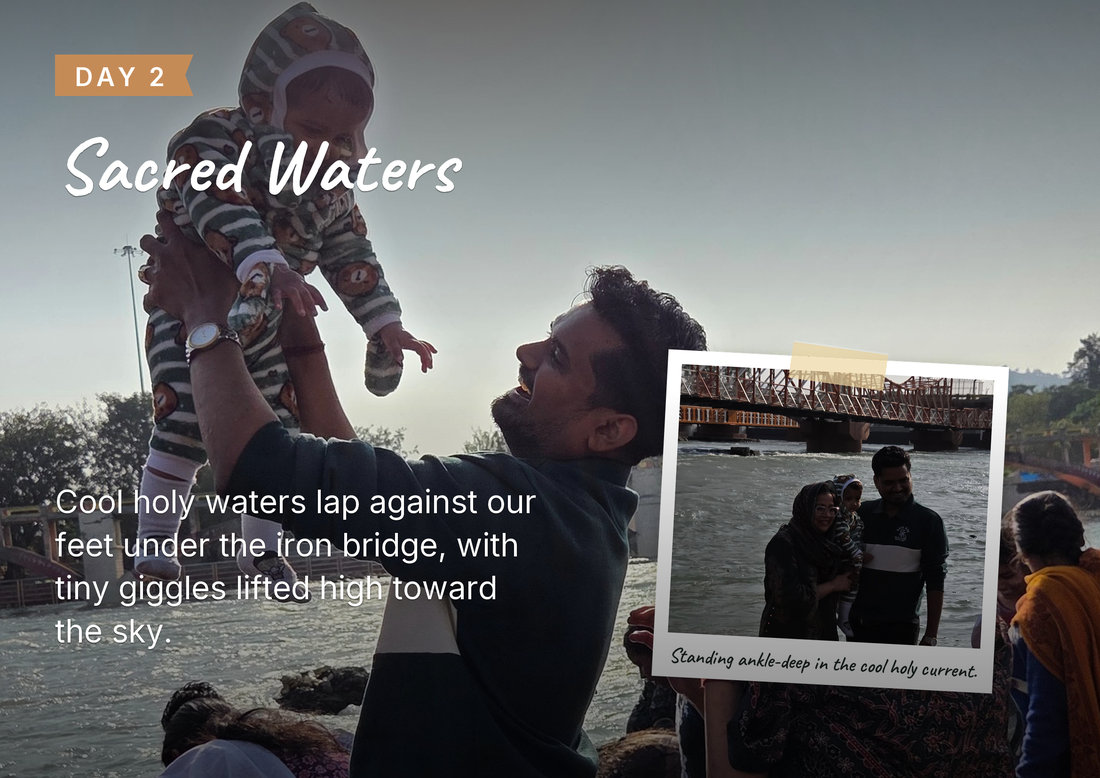 DAY 2
Sacred Waters
Cool holy waters lap against our
feet under the iron bridge, with
tiny giggles lifted high toward
the sky.
Standing ankle-deep in the cool holy current.